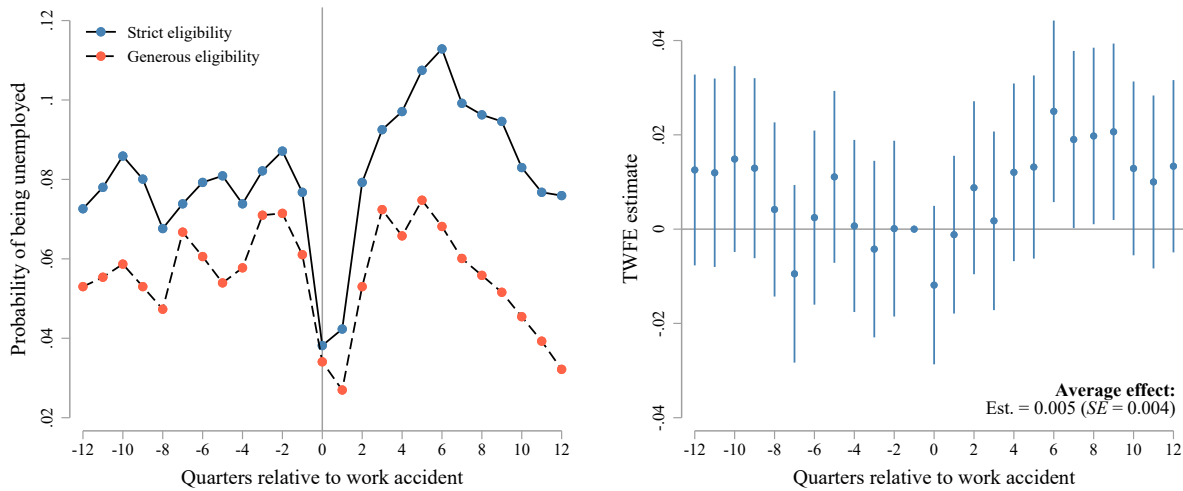 Probability of being unemployed
.12
.1
.08
.06
.04
.02
Strict eligibility
Generous eligibility
-12 -10 -8 -6 -4 -2 0 2 4 6 8 10 12
Quarters relative to work accident
TWFE estimate
.04
.02
0
-.02
-.04
Average effect:
Est. = 0.005 (SE = 0.004)
-12 -10 -8 -6 -4 -2 0 2 4 6 8 10 12
Quarters relative to work accident